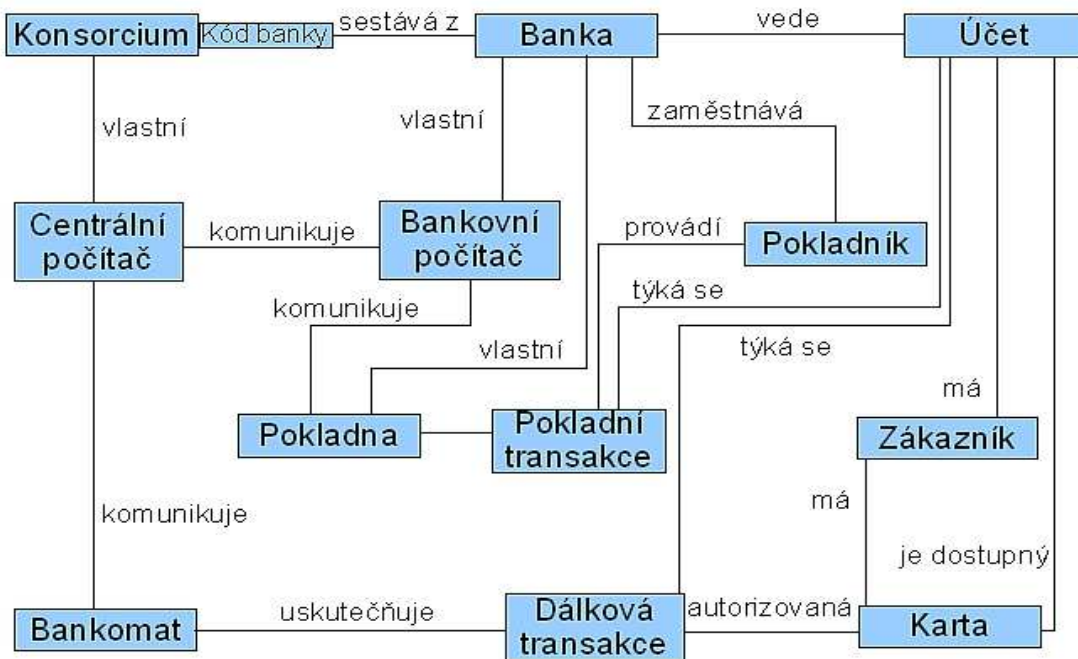 Konsorcium
Kód banky
sestává z
Banka
vede
Účet
vlastní
vlastní
zaměstnává
Centrální
počítač
komunikuje
Bankovní
počítač
provádí
Pokladník
komunikuje
týká se
vlastní
týká se
má
Pokladna
Pokladní
transakce
Zákazník
komunikuje
má
je dostupný
Bankomat
uskutečňuje
Dálková
transakce
autorizovaná
Karta